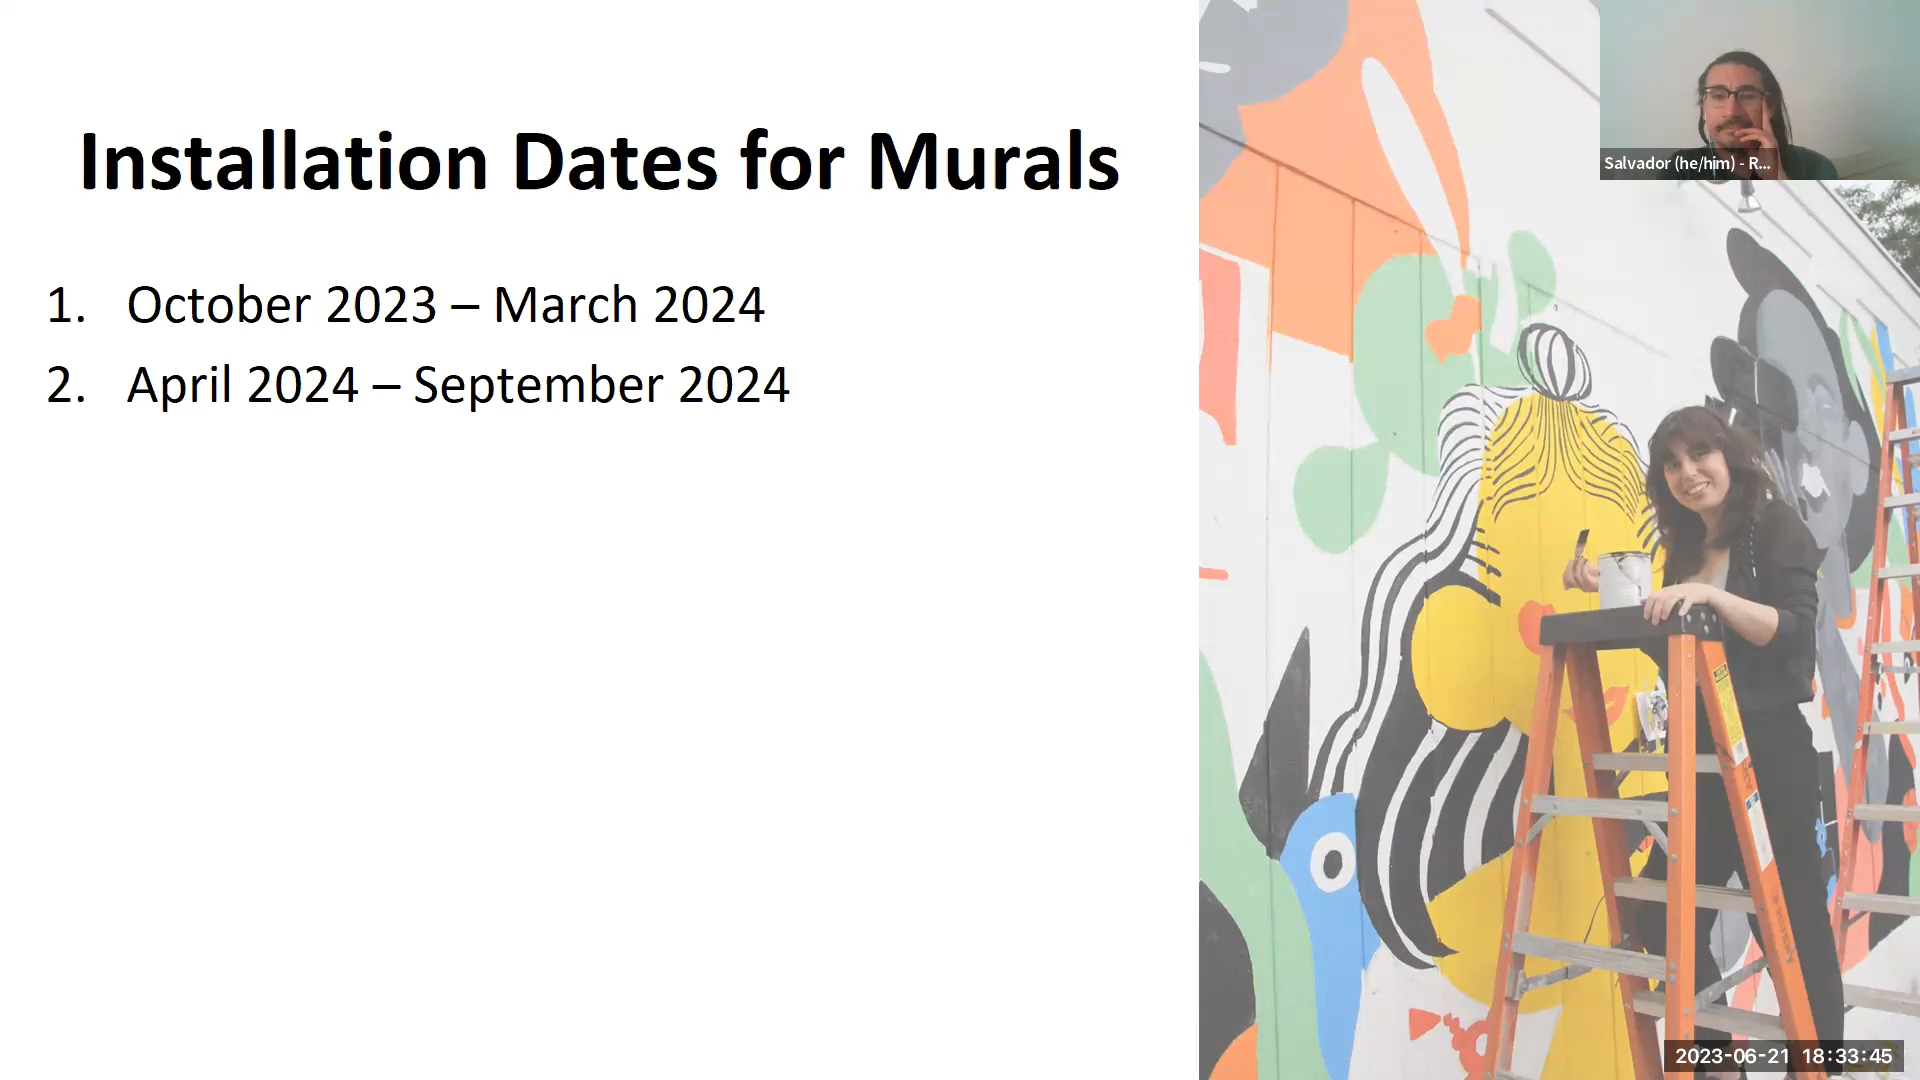 Installation Dates for Murals
1. October 2023 – March 2024
2. April 2024 – September 2024
Salvador (he/him) - R...
2023-06-21 18:33:45